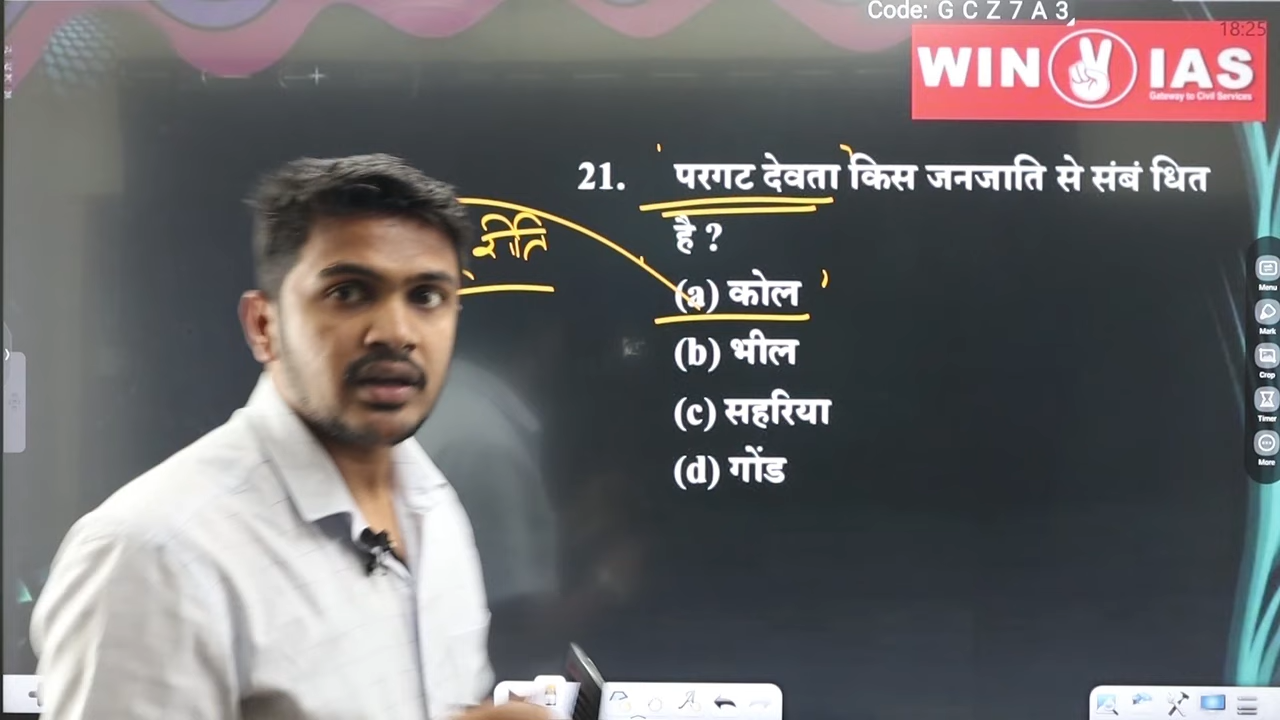 Code: G C Z 7 A 3
18:25
WIN IAS
Gateway to Civil Services
21. परगट देवता किस जनजाति से संबं धित
है ?
रीति
(a) कोल
(b) भील
(c) सहरिया
(d) गोंड
Menu
Mark
Crop
Timer
More